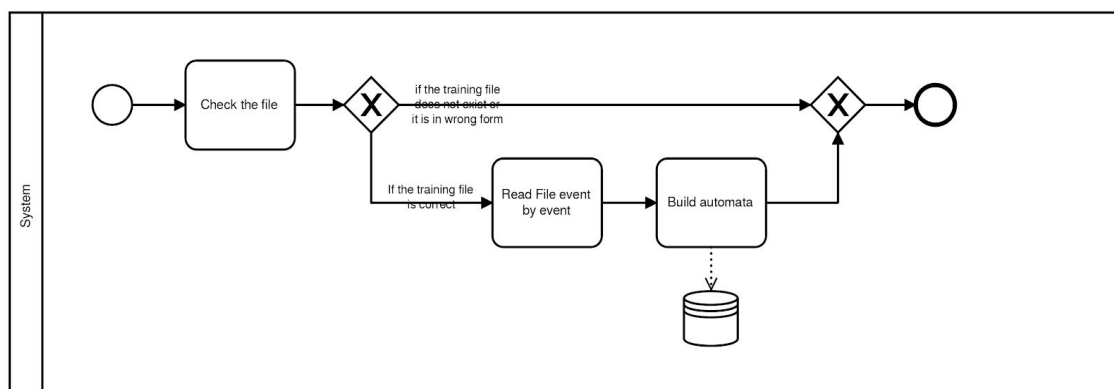 System
Check the file
X
if the training file
does not exist or
it is in wrong form
X
If the training file
is correct
Read File event
by event
Build automata